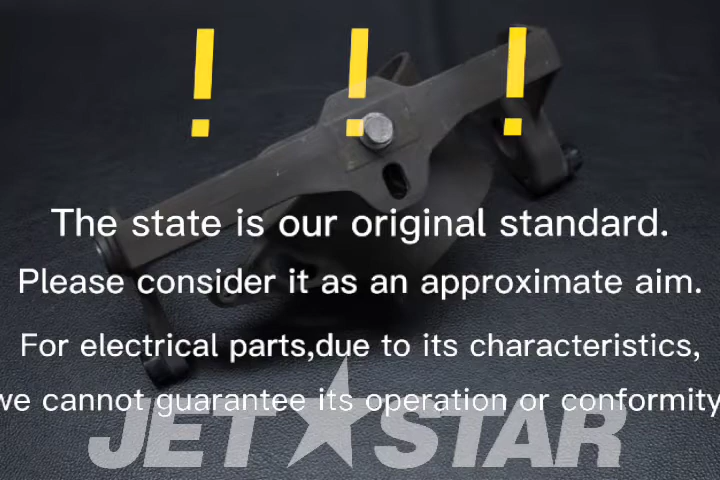 ! ! !
The state is our original standard.
Please consider it as an approximate aim.
For electrical parts,due to its characteristics,
we cannot guarantee its operation or conformity
JET STAR